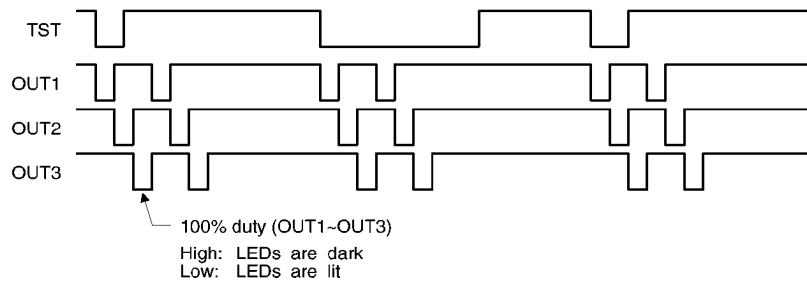 TST
OUT1
OUT2
OUT3
100% duty (OUT1~OUT3)
High: LEDs are dark
Low: LEDs are lit